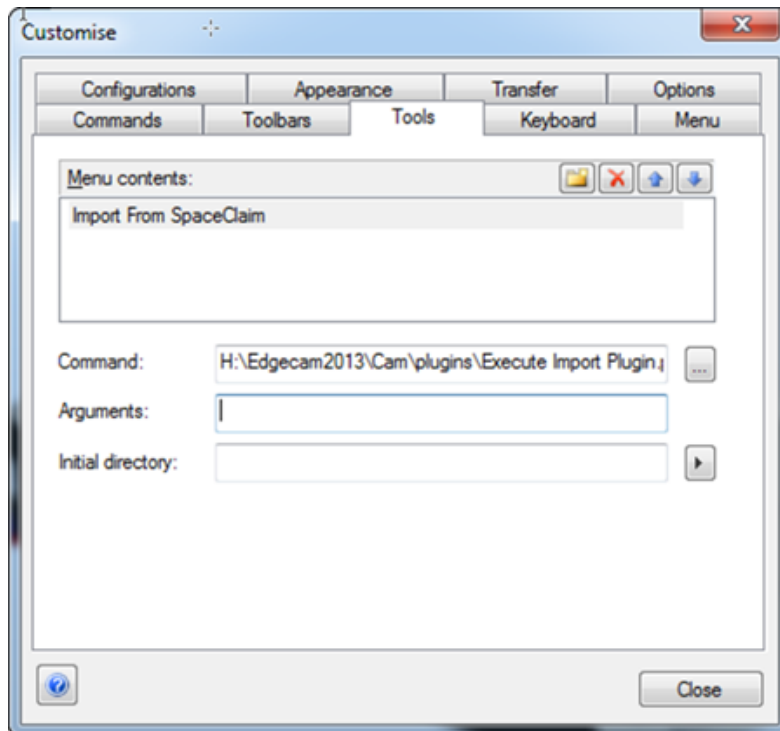 Customise
Configurations Appearance Transfer Options
Commands Toolbars Tools Keyboard Menu
Menu contents:
Import From SpaceClaim
Command: H:\Edgecam2013\Cam\plugins\Execute Import Plugin.p ...
Arguments:
Initial directory:
Close